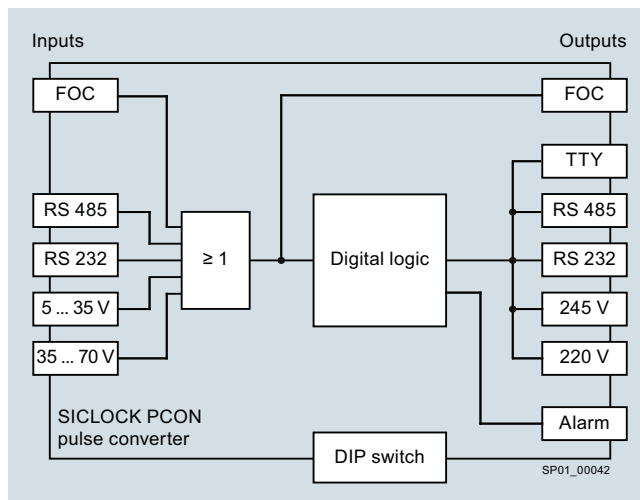 Inputs
Outputs
FOC
FOC
TTY
RS 485
RS 485
RS 232
≥ 1
Digital logic
RS 232
5 ... 35 V
245 V
35 ... 70 V
220 V
SICLOCK PCON
pulse converter
Alarm
DIP switch
SP01_00042